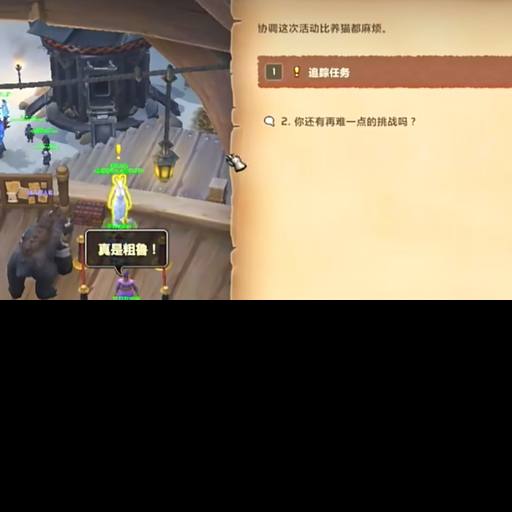 协调这次活动比养猫都麻烦。
1 ! 追踪任务
2. 你还有再难一点的挑战吗？
真是粗鲁！